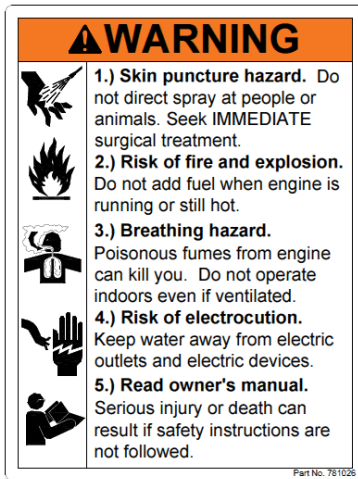 WARNING
1.) Skin puncture hazard. Do
not direct spray at people or
animals. Seek IMMEDIATE
surgical treatment.
2.) Risk of fire and explosion.
Do not add fuel when engine is
running or still hot.
3.) Breathing hazard.
Poisonous fumes from engine
can kill you. Do not operate
indoors even if ventilated.
4.) Risk of electrocution.
Keep water away from electric
outlets and electric devices.
5.) Read owner's manual.
Serious injury or death can
result if safety instructions are
not followed.
Part No. 781026